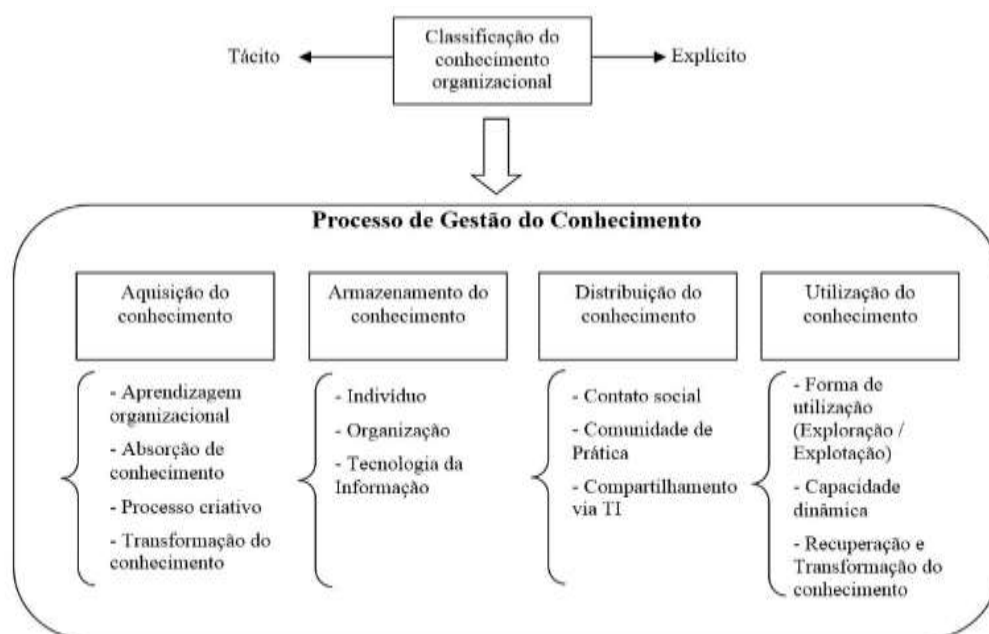 Classificação do
conhecimento
organizacional
Tácito
Explícito
Processo de Gestão do Conhecimento
Aquisição do
conhecimento
- Aprendizagem
organizacional
- Absorção de
conhecimento
- Processo criativo
- Transformação do
conhecimento
Armazenamento do
conhecimento
- Indivíduo
- Organização
- Tecnologia da
Informação
Distribuição do
conhecimento
- Contato social
- Comunidade de
Prática
- Compartilhamento
via TI
Utilização do
conhecimento
- Forma de
utilização
(Exploração /
Explotação)
- Capacidade
dinâmica
- Recuperação e
Transformação do
conhecimento